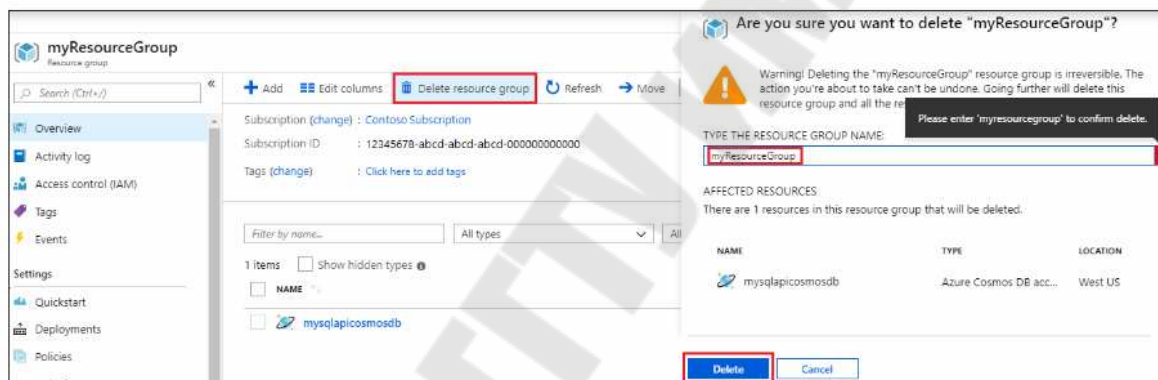 myResourceGroup
Resource group
Search (Ctrl+/)
Overview
Activity log
Access control (IAM)
Tags
Events
Settings
Quickstart
Deployments
Policies
Add Edit columns Delete resource group Refresh Move
Subscription (change) : Contoso Subscription
Subscription ID : 12345678-abcd-abcd-abcd-000000000000
Tags (change) : Click here to add tags
Filter by name... All types All
1 items Show hidden types
NAME
mysqlapicosmosdb
Are you sure you want to delete "myResourceGroup"?
Warning! Deleting the "myResourceGroup" resource group is irreversible. The
action you're about to take can't be undone. Going further will delete this
resource group and all the
Please enter 'myresourcegroup' to confirm delete.
TYPE THE RESOURCE GROUP NAME:
myResourceGroup
AFFECTED RESOURCES
There are 1 resources in this resource group that will be deleted.
NAME TYPE LOCATION
mysqlapicosmosdb Azure Cosmos DB acc... West US
Delete Cancel